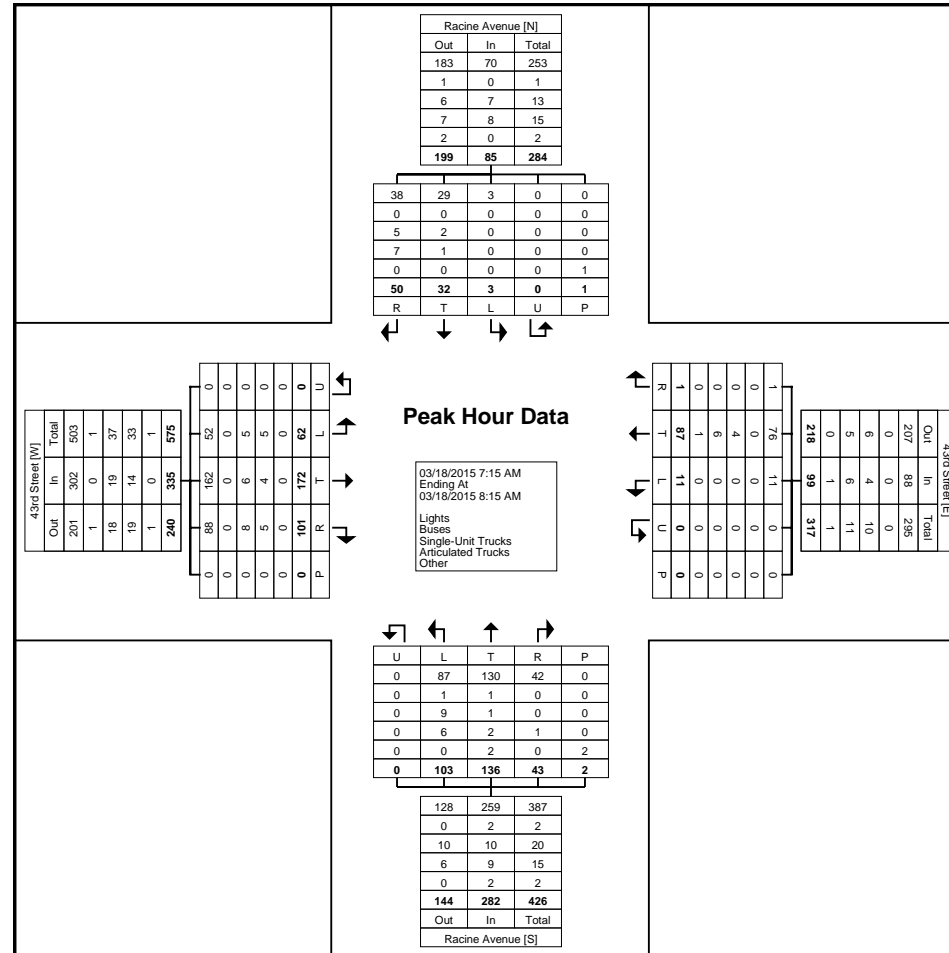 Racine Avenue [N]
Out In Total
183 70 253
1 0 1
6 7 13
7 8 15
2 0 2
199 85 284
38 29 3 0 0
0 0 0 0 0
5 2 0 0 0
7 1 0 0 0
0 0 0 0 1
50 32 3 0 1
R T L U P
43rd Street [W]
Total 503 1 37 33 1 575
In 302 0 19 14 0 335
Out 201 1 18 19 1 240
0 0 0 0 0 0 U
52 0 5 5 0 62 L
162 0 6 4 0 172 T
88 0 8 5 0 101 R
0 0 0 0 0 0 P
Peak Hour Data
03/18/2015 7:15 AM
Ending At
03/18/2015 8:15 AM
Lights
Buses
Single-Unit Trucks
Articulated Trucks
Other
R 1 0 0 0 0 1
T 87 1 6 4 0 76
L 11 0 0 0 0 11
U 0 0 0 0 0 0
P 0 0 0 0 0 0
218 0 5 6 0 207 Out
99 1 6 4 0 88 In
317 1 11 10 0 295 Total
43rd Street [E]
U L T R P
0 87 130 42 0
0 1 1 0 0
0 9 1 0 0
0 6 2 1 0
0 0 2 0 2
0 103 136 43 2
128 259 387
0 2 2
10 10 20
6 9 15
0 2 2
144 282 426
Out In Total
Racine Avenue [S]